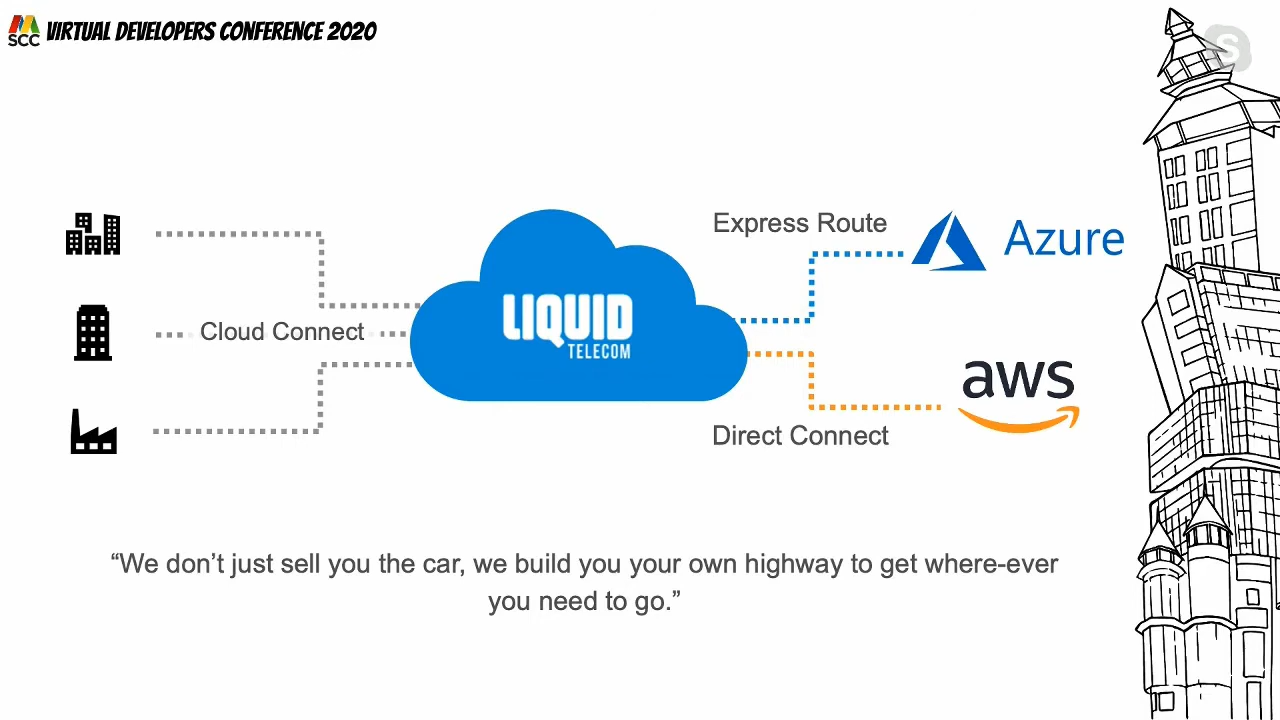 SCC VIRTUAL DEVELOPERS CONFERENCE 2020
S
Express Route
Azure
Cloud Connect
LIQUID
TELECOM
aws
Direct Connect
“We don’t just sell you the car, we build you your own highway to get where-ever
you need to go.”